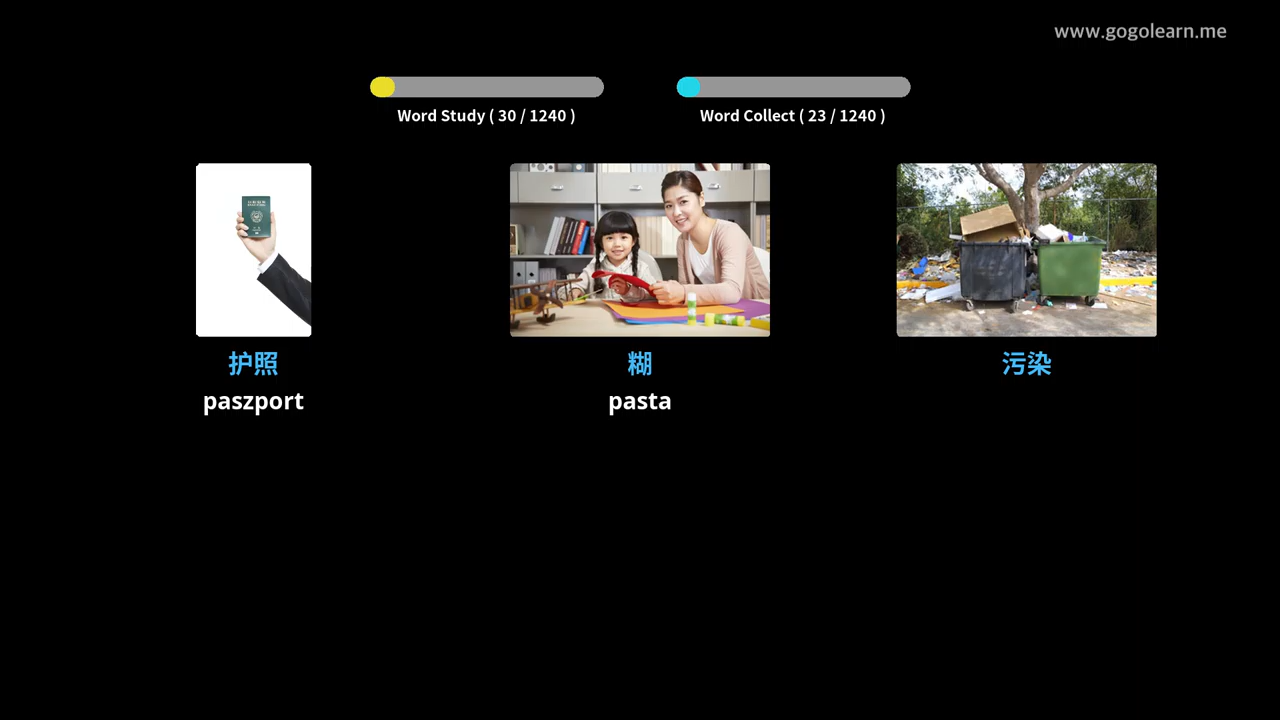 www.gogolearn.me
Word Study ( 30 / 1240 )
Word Collect ( 23 / 1240 )
护照
糊
污染
paszport
pasta